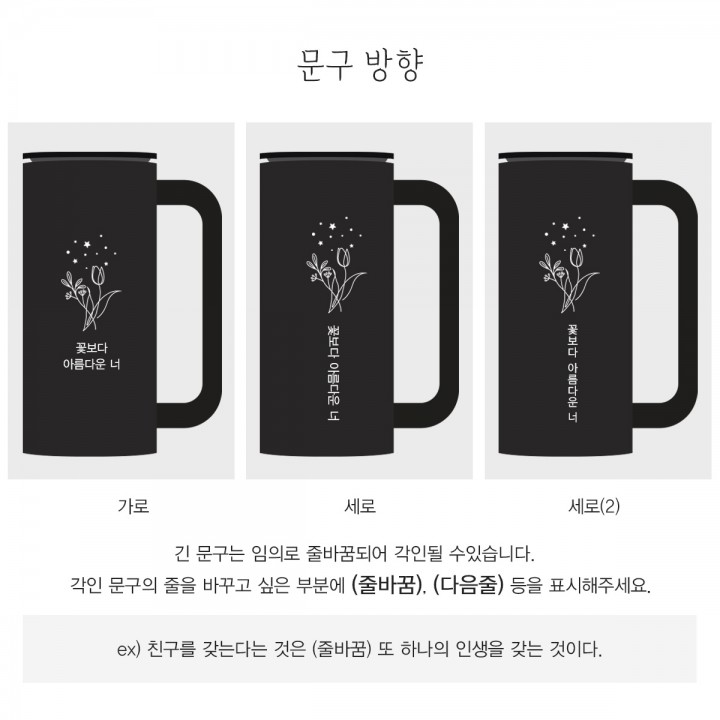 문구 방향
꽃보다
아름다운 너
꽃보다 아름다운 너
꽃보다 아름다운 너
가로
세로
세로(2)
긴 문구는 임의로 줄바꿈되어 각인될 수있습니다.
각인 문구의 줄을 바꾸고 싶은 부분에 (줄바꿈), (다음줄) 등을 표시해주세요.
ex) 친구를 갖는다는 것은 (줄바꿈) 또 하나의 인생을 갖는 것이다.